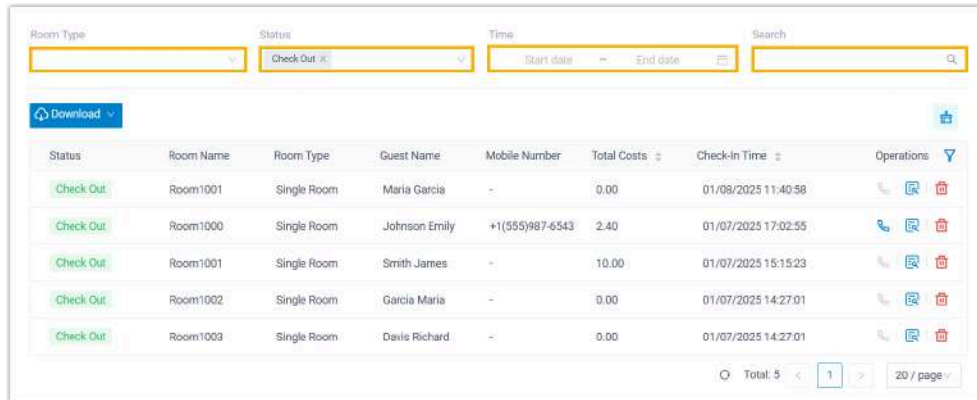 Room Type Status Time Search
Check Out × Start date → End date
Download
Status Room Name Room Type Guest Name Mobile Number Total Costs Check-In Time Operations
Check Out Room1001 Single Room Maria Garcia - 0.00 01/08/2025 11:40:58
Check Out Room1000 Single Room Johnson Emily +1(555)987-6543 2.40 01/07/2025 17:02:55
Check Out Room1001 Single Room Smith James - 10.00 01/07/2025 15:15:23
Check Out Room1002 Single Room Garcia Maria - 0.00 01/07/2025 14:27:01
Check Out Room1003 Single Room Davis Richard - 0.00 01/07/2025 14:27:01
Total: 5 < 1 > 20 / page